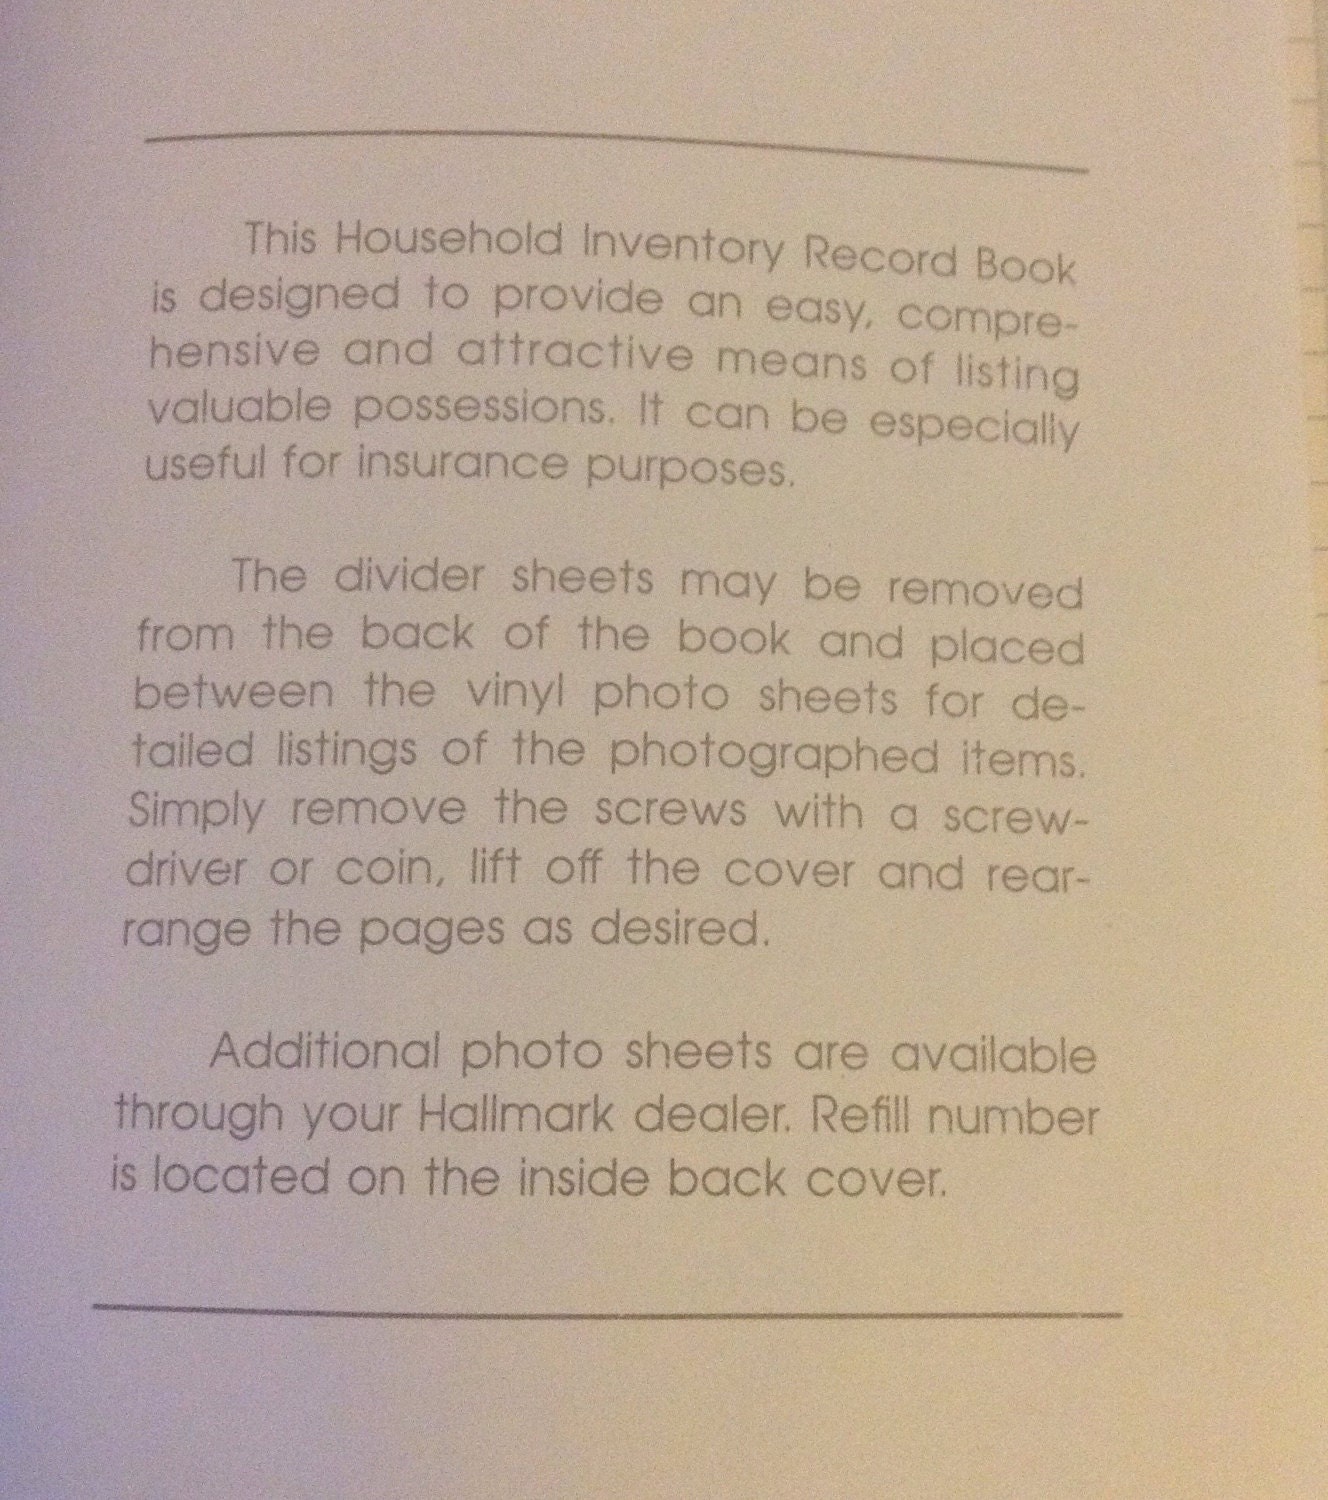 This Household Inventory Record Book
is designed to provide an easy, compre-
hensive and attractive means of listing
valuable possessions. It can be especially
useful for insurance purposes.
The divider sheets may be removed
from the back of the book and placed
between the vinyl photo sheets for de-
tailed listings of the photographed items.
Simply remove the screws with a screw-
driver or coin, lift off the cover and rear-
range the pages as desired.
Additional photo sheets are available
through your Hallmark dealer. Refill number
is located on the inside back cover.